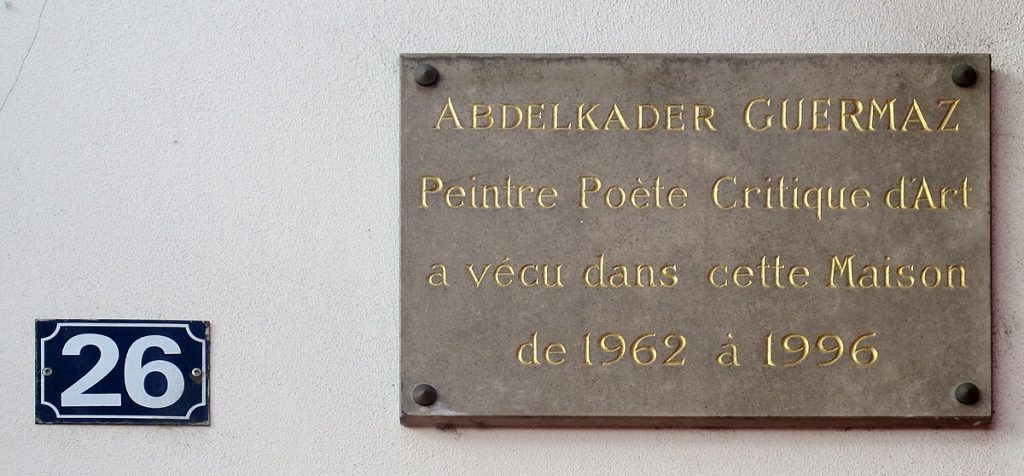 26
ABDELKADER GUERMAZ
Peintre Poète Critique d'Art
a vécu dans cette Maison
de 1962 à 1996